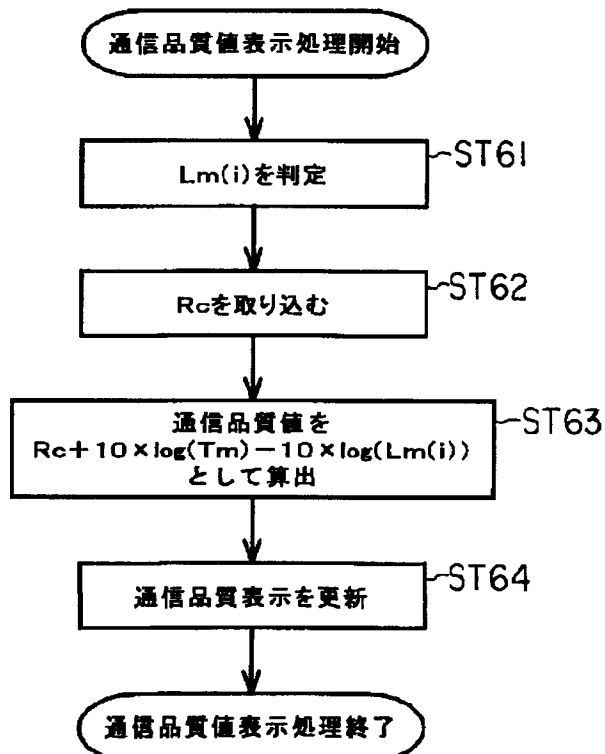 通信品質値表示処理開始
Lm(i)を判定
ST61
Rcを取り込む
ST62
通信品質値を
Rc+10×log(Tm)-10×log(Lm(i))
として算出
ST63
通信品質表示を更新
ST64
通信品質値表示処理終了